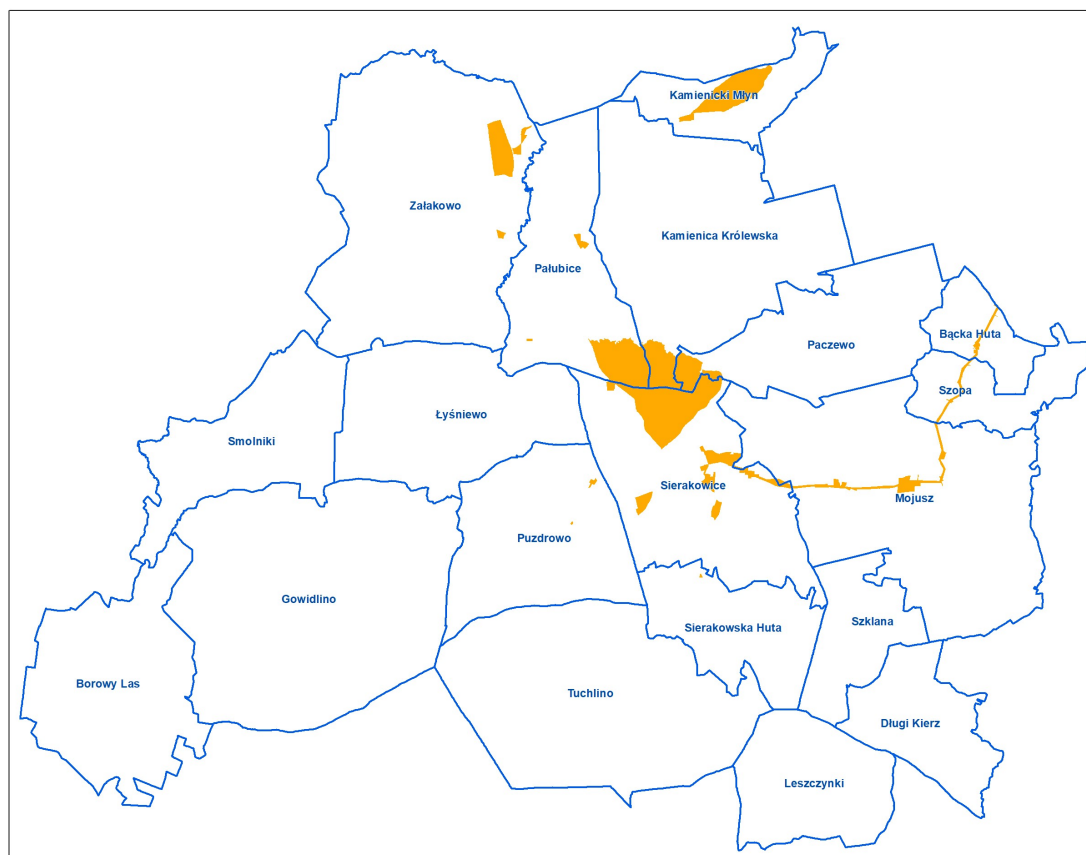 Kamienicki Młyn
Załakowo
Kamienica Królewska
Pałubice
Bącka Huta
Paczewo
Szopa
Łyśniewo
Smolniki
Sierakowice
Mojusz
Puzdrowo
Gowidlino
Szklana
Sierakowska Huta
Borowy Las
Tuchlino
Długi Kierz
Leszczynki